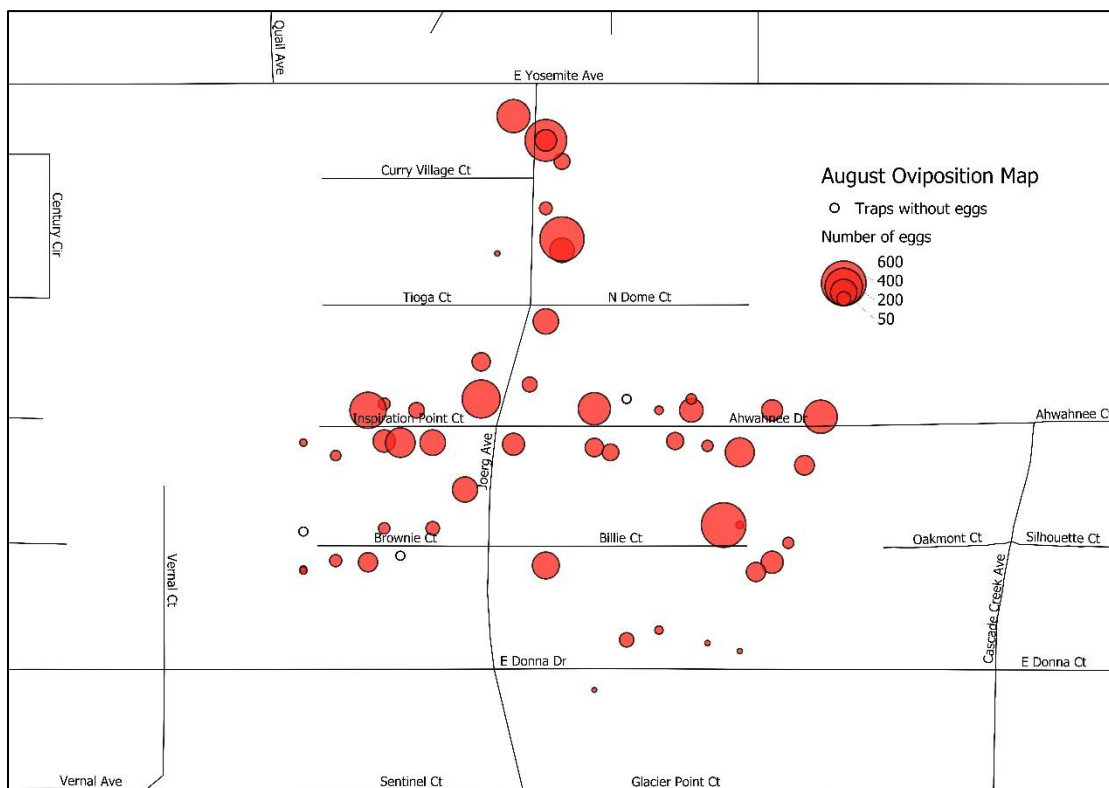 Quail Ave
E Yosemite Ave
Curry Village Ct
Century Cir
August Oviposition Map
Traps without eggs
Number of eggs
600
400
200
50
Tioga Ct
N Dome Ct
Inspiration Point Ct
Ahwahnee Dr
Ahwahnee C
Joerg Ave
Brownie Ct
Billie Ct
Oakmont Ct
Silhouette Ct
Vernal Ct
Cascade Creek Ave
E Donna Dr
E Donna Ct
Vernal Ave
Sentinel Ct
Glacier Point Ct